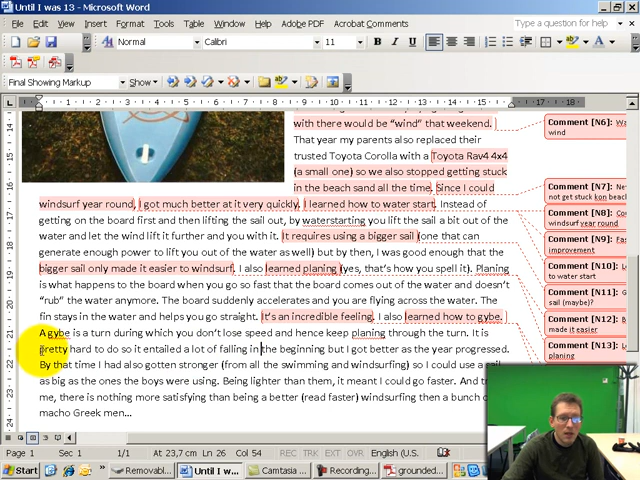 Until I was 13 - Microsoft Word
File Edit View Insert Format Tools Table Window Help Adobe PDF Acrobat Comments
Type a question for help
Normal Calibri 11 B I U
Final Showing Markup Show
with there would be "wind" that weekend.
That year my parents also replaced their
trusted Toyota Corolla with a Toyota Rav4 4x4
(a small one) so we also stopped getting stuck
in the beach sand all the time. Since I could
windsurf year round, I got much better at it very quickly. I learned how to water start. Instead of
getting on the board first and then lifting the sail out, by waterstarting you lift the sail a bit out of the
water and let the wind lift it further and you with it. It requires using a bigger sail (one that can
generate enough power to lift you out of the water as well) but by then, I was good enough that the
bigger sail only made it easier to windsurf. I also learned planing (yes, that's how you spell it). Planing
is what happens to the board when you go so fast that the board comes out of the water and doesn't
"rub" the water anymore. The board suddenly accelerates and you are flying across the water. The
fin stays in the water and helps you go straight. It's an incredible feeling. I also learned how to gybe.
A gybe is a turn during which you don't lose speed and hence keep planing through the turn. It is
pretty hard to do so it entailed a lot of falling in the beginning but I got better as the year progressed.
By that time I had also gotten stronger (from all the swimming and windsurfing) so I could use a sail
as big as the ones the boys were using. Being lighter than them, it meant I could go faster. And
me, there is nothing more satisfying than being a better (read faster) windsurfing then a bunch
macho Greek men...
Comment [N6]:
wind
Comment [N7]:
not get stuck kon beach
Comment [N8]:
windsurf year round
Comment [N9]:
improvement
Comment [N10]:
to water start
Comment [N11]:
sail (maybe)?
Comment [N12]:
made it easier
Comment [N13]:
planing
Page 1 Sec 1 1/1 At 23,7 cm Ln 20 Col 54 REC TRK EXT OVR English (U.S.
Start Removable... Until I was 13... Camtasia Recording... grounded...